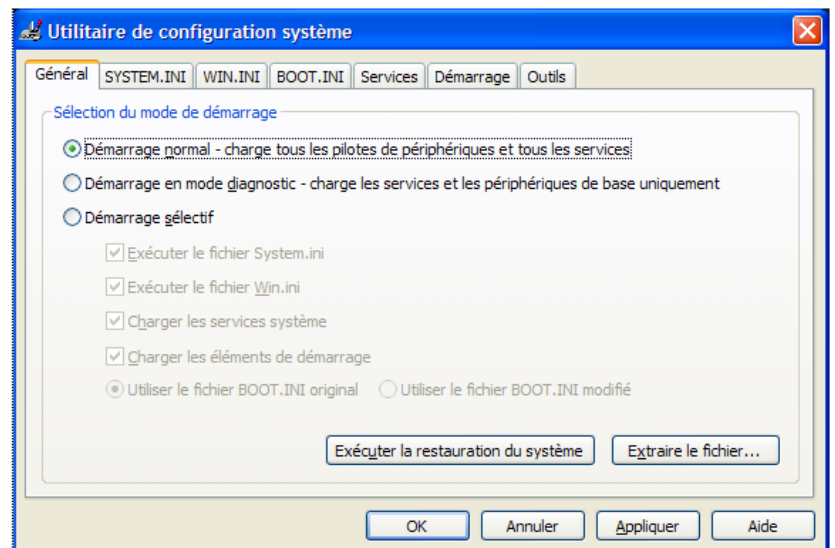 Utilitaire de configuration système
Général SYSTEM.INI WIN.INI BOOT.INI Services Démarrage Outils
Sélection du mode de démarrage
Démarrage normal - charge tous les pilotes de périphériques et tous les services
Démarrage en mode diagnostic - charge les services et les périphériques de base uniquement
Démarrage sélectif
Exécuter le fichier System.ini
Exécuter le fichier Win.ini
Charger les services système
Charger les éléments de démarrage
Utiliser le fichier BOOT.INI original Utiliser le fichier BOOT.INI modifié
Exécuter la restauration du système Extraire le fichier...
OK Annuler Appliquer Aide